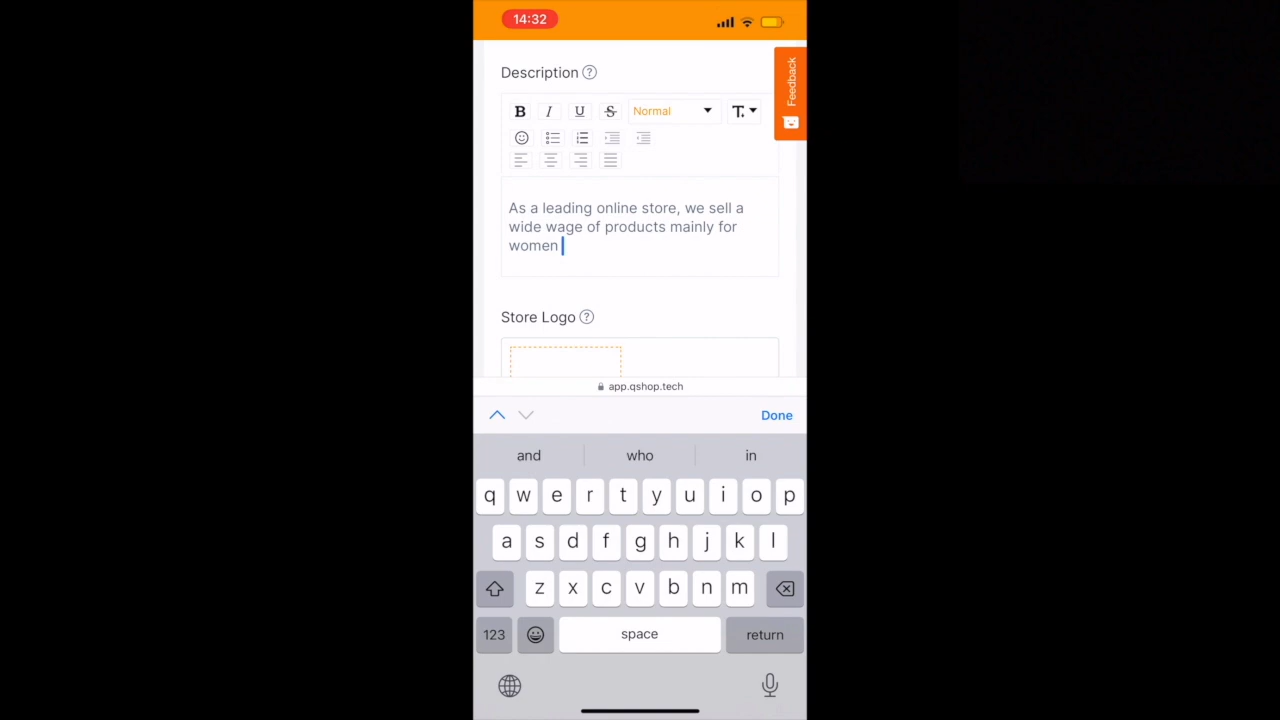 14:32
Feedback
Description ?
B I U S Normal T.
As a leading online store, we sell a
wide wage of products mainly for
women
Store Logo ?
app.qshop.tech
Done
and who in
q w e r t y u i o p
a s d f g h j k l
z x c v b n m
123 space return